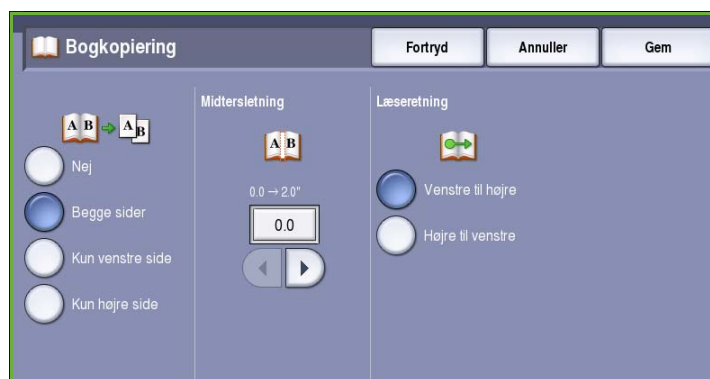 Bogkopiering
Fortryd
Annuller
Gem
A B A B
Nej
Begge sider
Kun venstre side
Kun højre side
Midtersletning
A B
0.0 → 2.0"
0.0
Læseretning
Venstre til højre
Højre til venstre